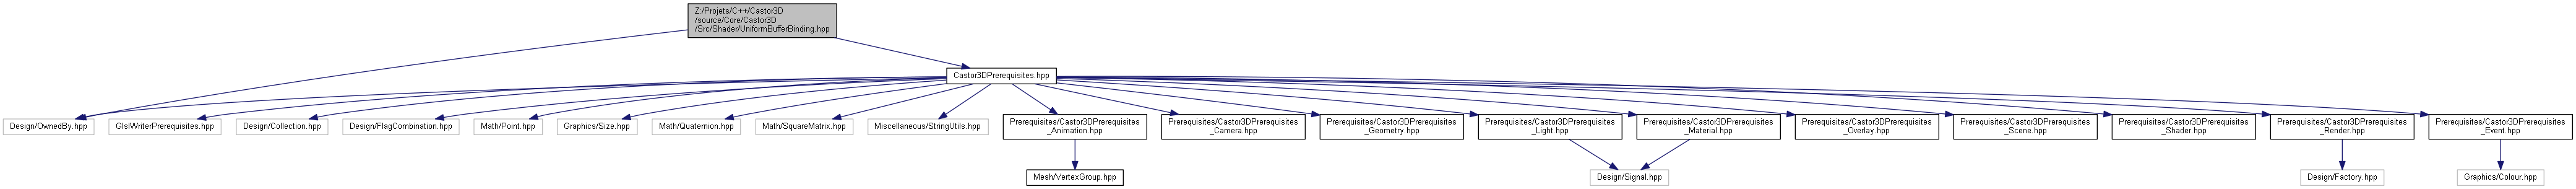 Z:/Projets/C++/Castor3D
/source/Core/Castor3D
/Src/Shader/UniformBufferBinding.hpp
Castor3DPrerequisites.hpp
Design/OwnedBy.hpp
GlslWriterPrerequisites.hpp
Design/Collection.hpp
Design/FlagCombination.hpp
Math/Point.hpp
Graphics/Size.hpp
Math/Quaternion.hpp
Math/SquareMatrix.hpp
Miscellaneous/StringUtils.hpp
Prerequisites/Castor3DPrerequisites
_Animation.hpp
Prerequisites/Castor3DPrerequisites
_Camera.hpp
Prerequisites/Castor3DPrerequisites
_Geometry.hpp
Prerequisites/Castor3DPrerequisites
_Light.hpp
Prerequisites/Castor3DPrerequisites
_Material.hpp
Prerequisites/Castor3DPrerequisites
_Overlay.hpp
Prerequisites/Castor3DPrerequisites
_Scene.hpp
Prerequisites/Castor3DPrerequisites
_Shader.hpp
Prerequisites/Castor3DPrerequisites
_Render.hpp
Prerequisites/Castor3DPrerequisites
_Event.hpp
Mesh/VertexGroup.hpp
Design/Signal.hpp
Design/Factory.hpp
Graphics/Colour.hpp